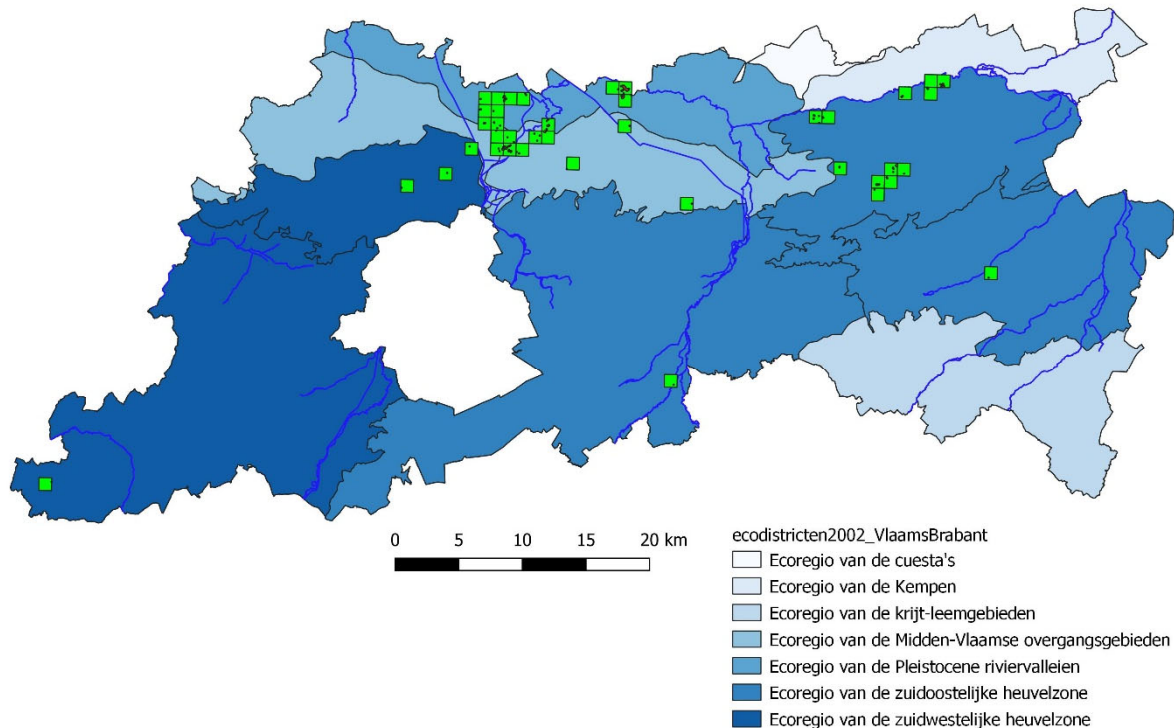 0 5 10 15 20 km
ecodistricten2002_VlaamsBrabant
Ecoregio van de cuesta's
Ecoregio van de Kempen
Ecoregio van de krijt-leemgebieden
Ecoregio van de Midden-Vlaamse overgangsgebieden
Ecoregio van de Pleistocene riviervalleien
Ecoregio van de zuidoostelijke heuvelzone
Ecoregio van de zuidwestelijke heuvelzone